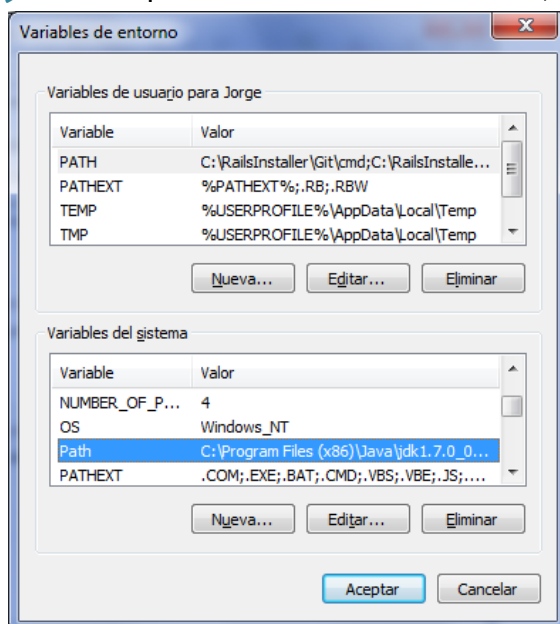 Variables de entorno
Variables de usuario para Jorge
Variable Valor
PATH C:\RailsInstaller\Git\cmd;C:\RailsInstalle...
PATHEXT %PATHEXT%;.RB;.RBW
TEMP %USERPROFILE%\AppData\Local\Temp
TMP %USERPROFILE%\AppData\Local\Temp
Nueva... Editar... Eliminar
Variables del sistema
Variable Valor
NUMBER_OF_P... 4
OS Windows_NT
Path C:\Program Files (x86)\Java\jdk1.7.0_0...
PATHEXT .COM;.EXE;.BAT;.CMD;.VBS;.VBE;.JS;....
Nueva... Editar... Eliminar
Aceptar Cancelar